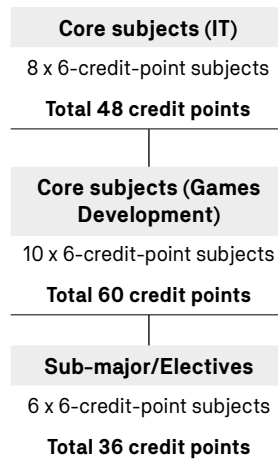 Core subjects (IT)
8 x 6-credit-point subjects
Total 48 credit points
Core subjects (Games
Development)
10 x 6-credit-point subjects
Total 60 credit points
Sub-major/Electives
6 x 6-credit-point subjects
Total 36 credit points